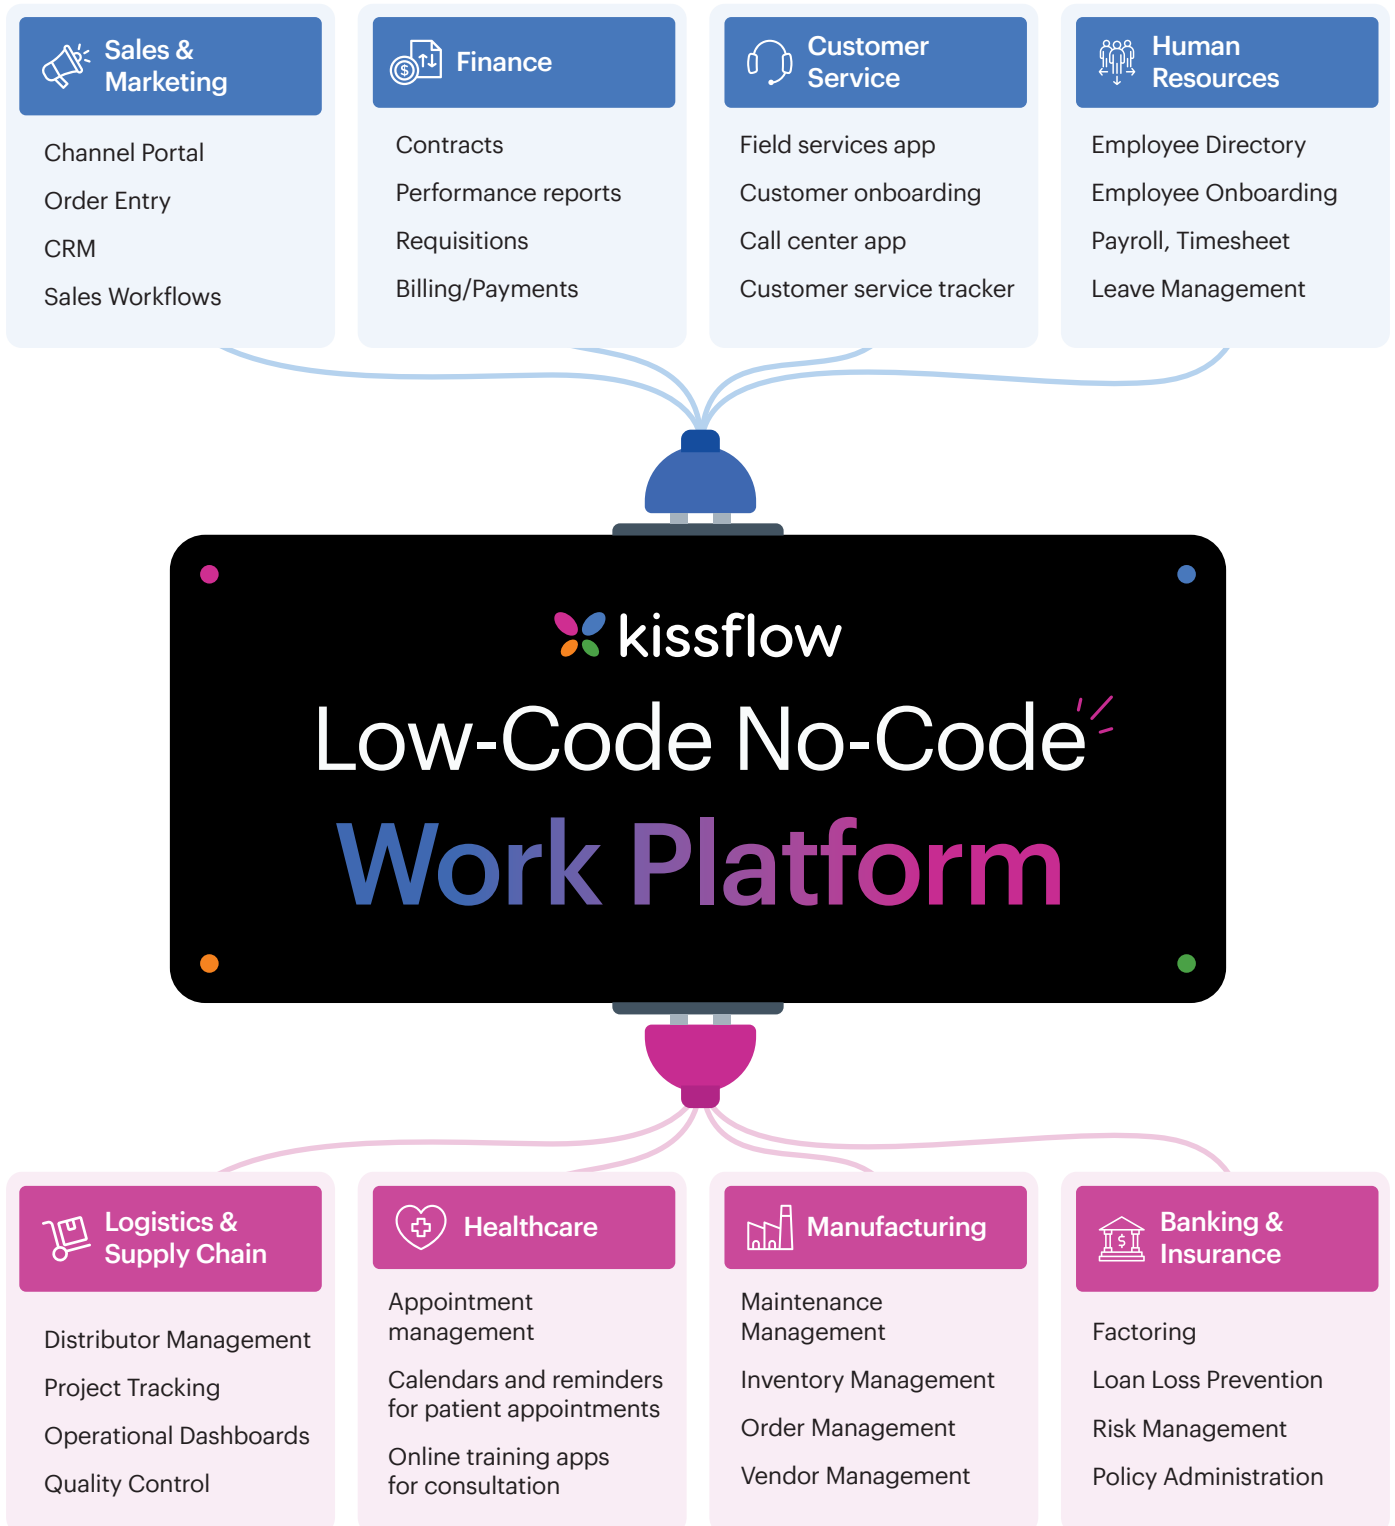 Sales &
Marketing
Channel Portal
Order Entry
CRM
Sales Workflows
Finance
Contracts
Performance reports
Requisitions
Billing/Payments
Customer
Service
Field services app
Customer onboarding
Call center app
Customer service tracker
Human
Resources
Employee Directory
Employee Onboarding
Payroll, Timesheet
Leave Management
kissflow
Low-Code No-Code
Work Platform
Logistics &
Supply Chain
Distributor Management
Project Tracking
Operational Dashboards
Quality Control
Healthcare
Appointment
management
Calendars and reminders
for patient appointments
Online training apps
for consultation
Manufacturing
Maintenance
Management
Inventory Management
Order Management
Vendor Management
Banking &
Insurance
Factoring
Loan Loss Prevention
Risk Management
Policy Administration